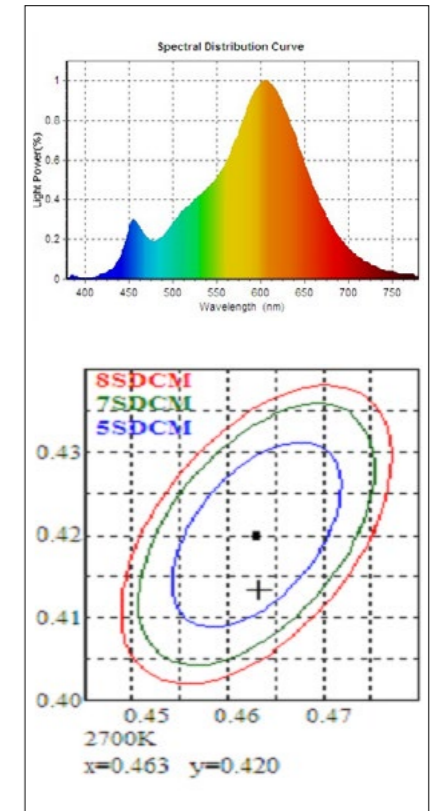 Spectral Distribution Curve
Light Power(%)
1
0.8
0.6
0.4
0.2
0
400 450 500 550 600 650 700 750
Wavelength (nm)
8SDCM
7SDCM
5SDCM
0.43
0.42
0.41
0.40
0.45 0.46 0.47
2700K
x=0.463 y=0.420